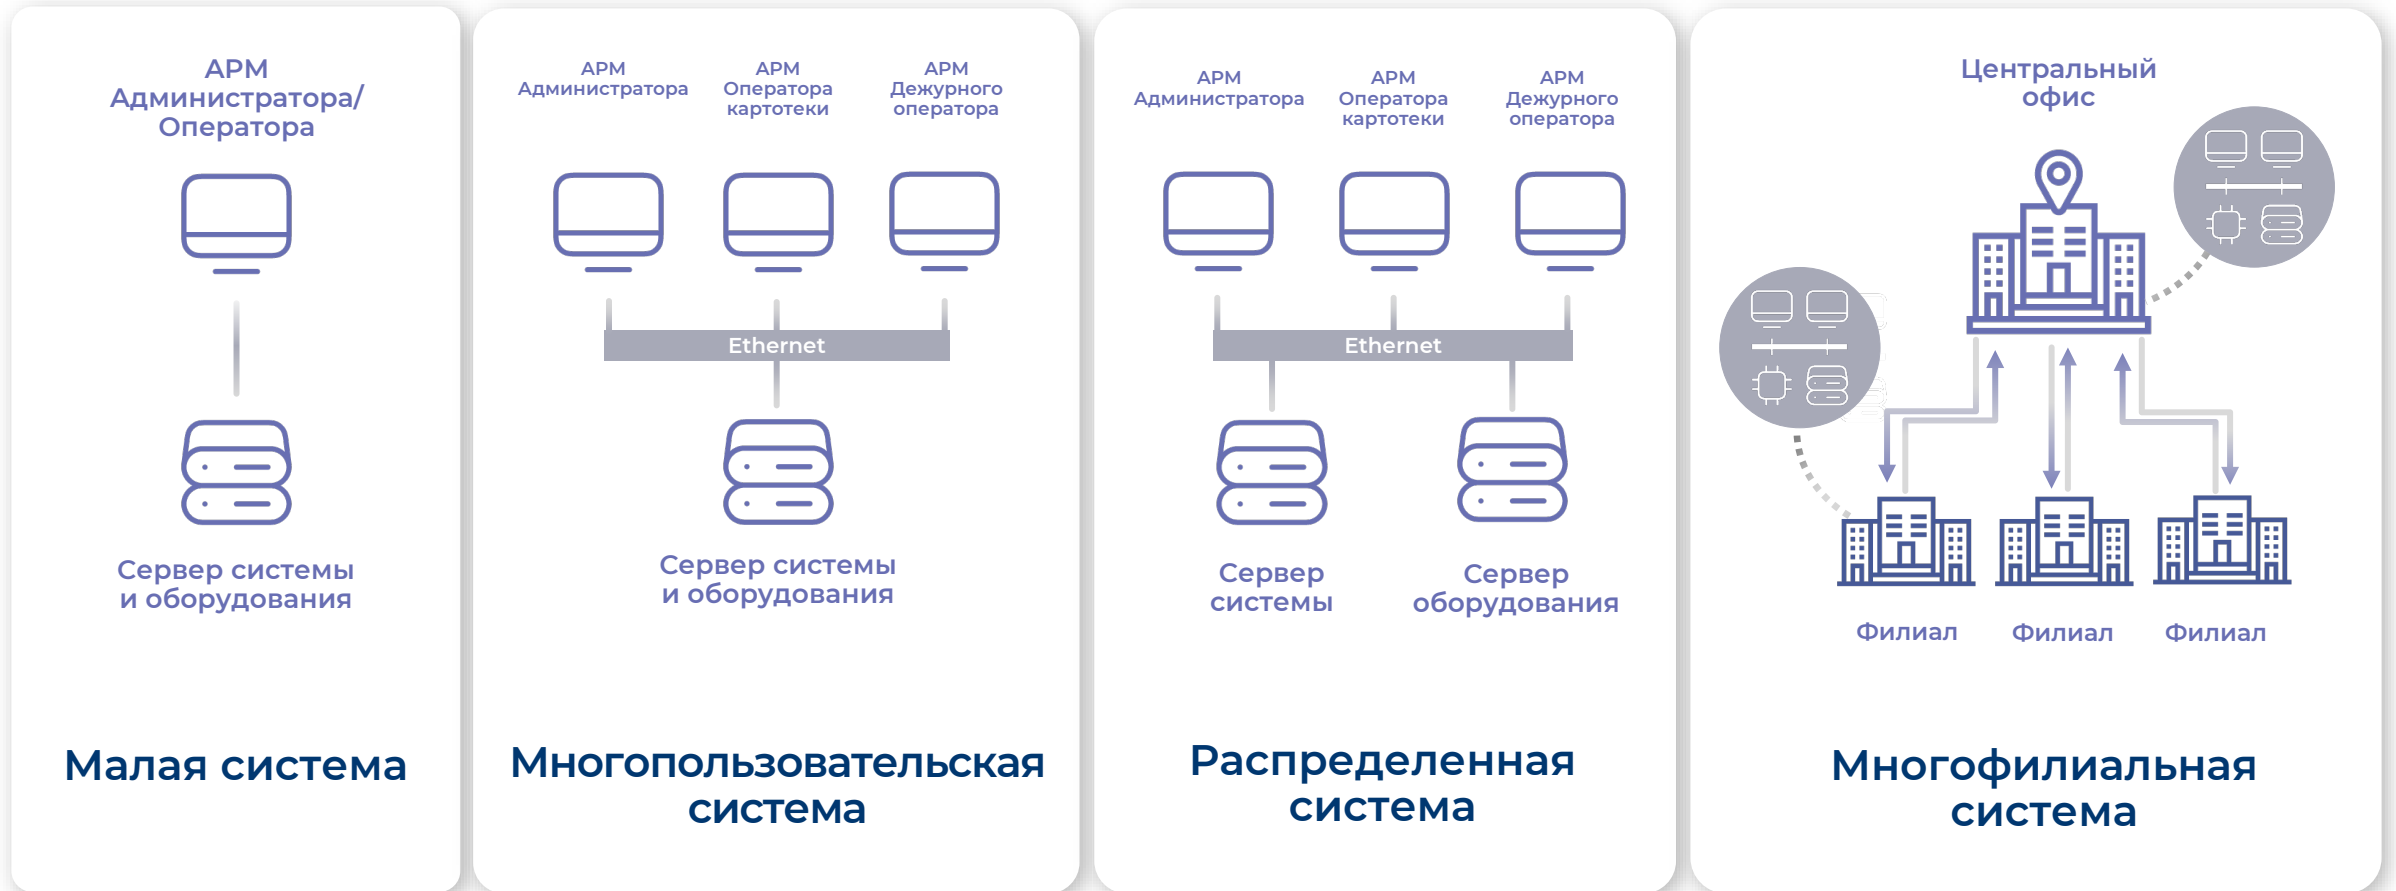 АРМ
Администратора/
Оператора
Сервер системы
и оборудования
Малая система
АРМ
Администратора
АРМ
Оператора
картотеки
АРМ
Дежурного
оператора
Ethernet
Сервер системы
и оборудования
Многопользовательская
система
АРМ
Администратора
АРМ
Оператора
картотеки
АРМ
Дежурного
оператора
Ethernet
Сервер
системы
Сервер
оборудования
Распределенная
система
Центральный
офис
Филиал
Филиал
Филиал
Многофилиальная
система